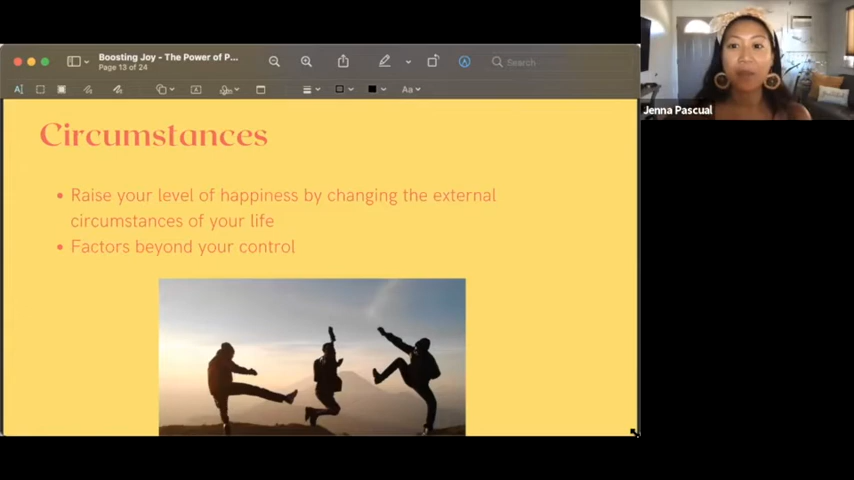 Boosting Joy - The Power of P...
Page 13 of 24
Search
Aa
Jenna Pascual
Circumstances
• Raise your level of happiness by changing the external
circumstances of your life
• Factors beyond your control